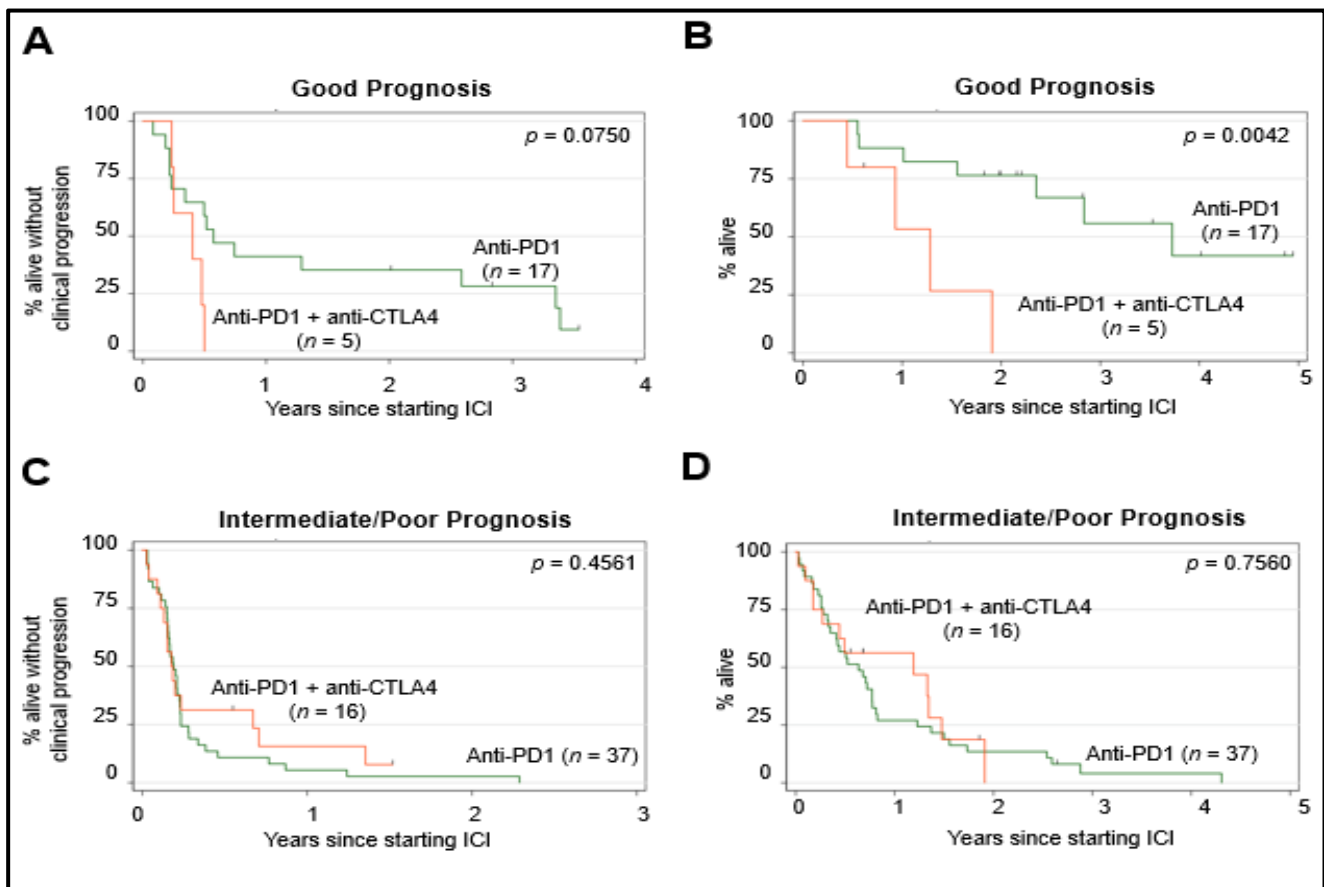 A
Good Prognosis
p = 0.0750
% alive without
clinical progression
100
75
50
25
0
Anti-PD1
(n = 17)
Anti-PD1 + anti-CTLA4
(n = 5)
0 1 2 3 4
Years since starting ICI
B
Good Prognosis
p = 0.0042
% alive
100
75
50
25
0
Anti-PD1
(n = 17)
Anti-PD1 + anti-CTLA4
(n = 5)
0 1 2 3 4 5
Years since starting ICI
C
Intermediate/Poor Prognosis
p = 0.4561
% alive without
clinical progression
100
75
50
25
0
Anti-PD1 + anti-CTLA4
(n = 16)
Anti-PD1 (n = 37)
0 1 2 3
Years since starting ICI
D
Intermediate/Poor Prognosis
p = 0.7560
% alive
100
75
50
25
0
Anti-PD1 + anti-CTLA4
(n = 16)
Anti-PD1 (n = 37)
0 1 2 3 4 5
Years since starting ICI